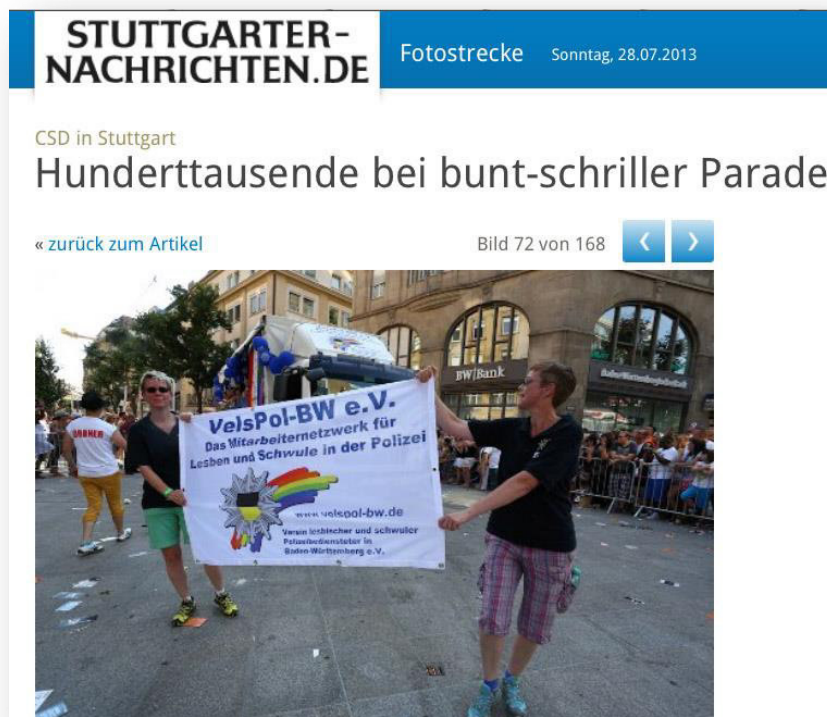 STUTTGARTER-
NACHRICHTEN.DE
Fotostrecke Sonntag, 28.07.2013
CSD in Stuttgart
Hunderttausende bei bunt-schriller Parade
« zurück zum Artikel
Bild 72 von 168
BW|Bank
VelsPol-BW e.V.
Das Mitarbeiternetzwerk für
Lesben und Schwule in der Polizei
www.velspol-bw.de
Verein lesbischer und schwuler
Polizeibediensteter in
Baden-Württemberg e.V.